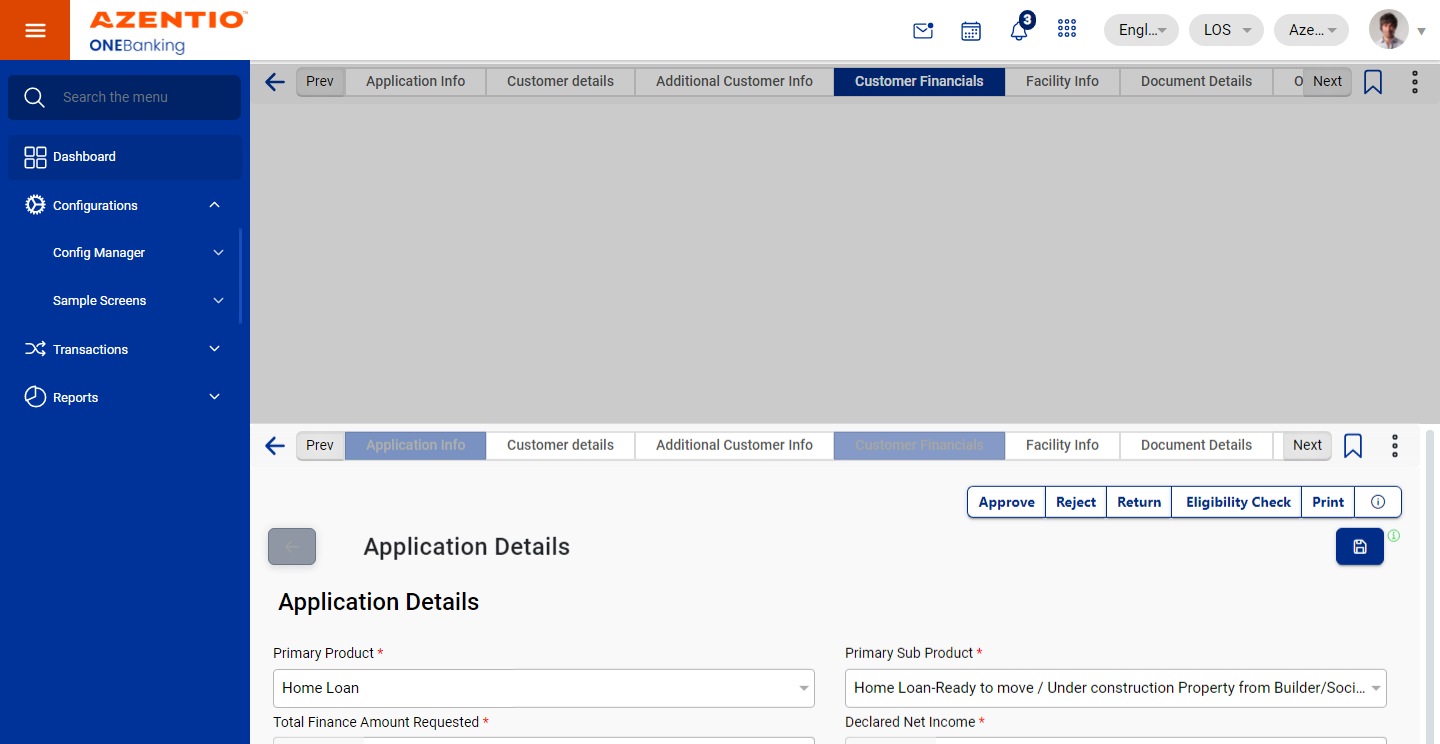 AZENTIO™
ONEBanking
3
Engl...
LOS
Aze...
Search the menu
Dashboard
Configurations
Config Manager
Sample Screens
Transactions
Reports
Prev
Application Info
Customer details
Additional Customer Info
Customer Financials
Facility Info
Document Details
O
Next
Prev
Application Info
Customer details
Additional Customer Info
Customer Financials
Facility Info
Document Details
Next
Approve
Reject
Return
Eligibility Check
Print
Application Details
Application Details
Primary Product *
Primary Sub Product *
Home Loan
Home Loan-Ready to move / Under construction Property from Builder/Soci...
Total Finance Amount Requested *
Declared Net Income *